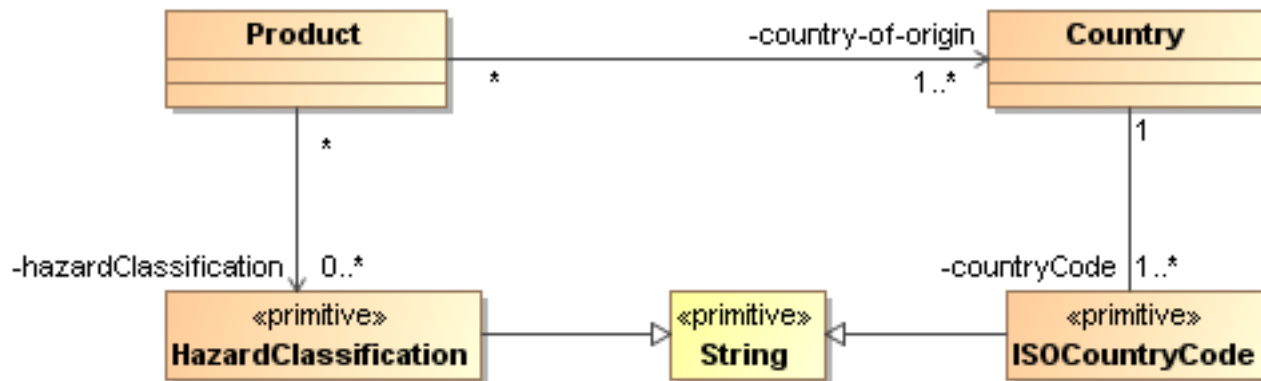 Product
-country-of-origin
Country
*
1..*
*
1
-hazardClassification
0..*
-countryCode
1..*
«primitive»
HazardClassification
«primitive»
String
«primitive»
ISOCountryCode